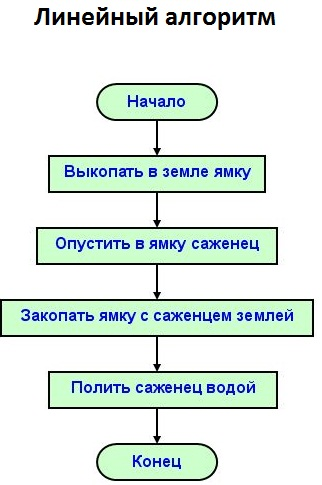 Линейный алгоритм
Начало
Выкопать в земле ямку
Опустить в ямку саженец
Закопать ямку с саженцем землей
Полить саженец водой
Конец